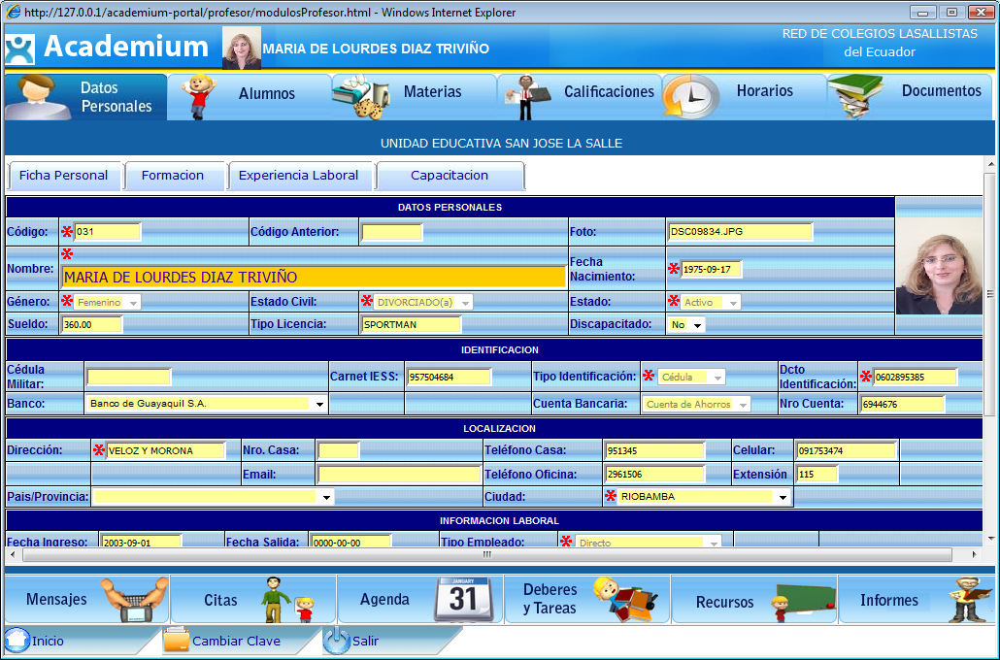 http://127.0.0.1/academium-portal/profesor/modulosProfesor.html - Windows Internet Explorer
Academium MARIA DE LOURDES DIAZ TRIVIÑO RED DE COLEGIOS LASALLISTAS
del Ecuador
Datos Personales Alumnos Materias Calificaciones Horarios Documentos
UNIDAD EDUCATIVA SAN JOSE LA SALLE
Ficha Personal Formacion Experiencia Laboral Capacitacion
DATOS PERSONALES
Código: * 031 Código Anterior: Foto: DSC09834.JPG
Nombre: * MARIA DE LOURDES DIAZ TRIVIÑO Fecha Nacimiento: * 1975-09-17
Género: * Femenino Estado Civil: * DIVORCIADO(a) Estado: * Activo
Sueldo: 360.00 Tipo Licencia: SPORTMAN Discapacitado: No
IDENTIFICACION
Cédula Militar: Carnet IESS: 957504684 Tipo Identificación: * Cédula Dcto Identificación: * 0602895385
Banco: Banco de Guayaquil S.A. Cuenta Bancaria: Cuenta de Ahorros Nro Cuenta: 6944676
LOCALIZACION
Dirección: * VELOZ Y MORONA Nro. Casa: Teléfono Casa: 951345 Celular: 091753474
Email: Teléfono Oficina: 2961506 Extensión 115
Pais/Provincia: Ciudad: * RIOBAMBA
INFORMACION LABORAL
Fecha Ingreso: 2003-09-01 Fecha Salida: 0000-00-00 Tipo Empleado: * Directo
Mensajes Citas Agenda JANUARY 31 Deberes y Tareas Recursos Informes
Inicio Cambiar Clave Salir